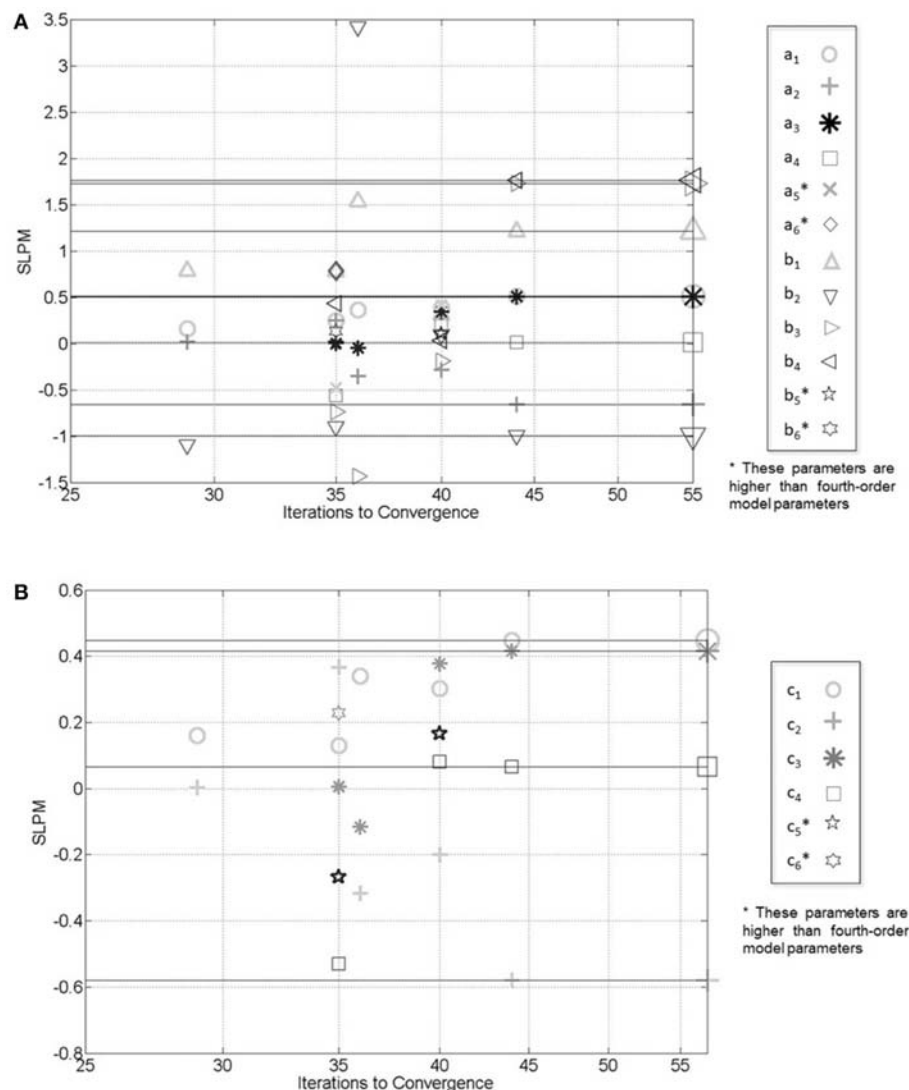 A
3.5
3
2.5
2
1.5
1
0.5
0
-0.5
-1
-1.5
SLPM
25
30
35
40
45
50
55
Iterions to Convergence
a1
a2
a3
a4
a5*
a6*
b1
b2
b3
b4
b5*
b6*
* These parameters are
higher than fourth-order
model parameters
B
0.6
0.4
0.2
0
-0.2
-0.4
-0.6
-0.8
SLPM
25
30
35
40
45
50
55
Iterations to Convergence
c1
c2
c3
c4
c5*
c6*
* These parameters are
higher than fourth-order
model parameters